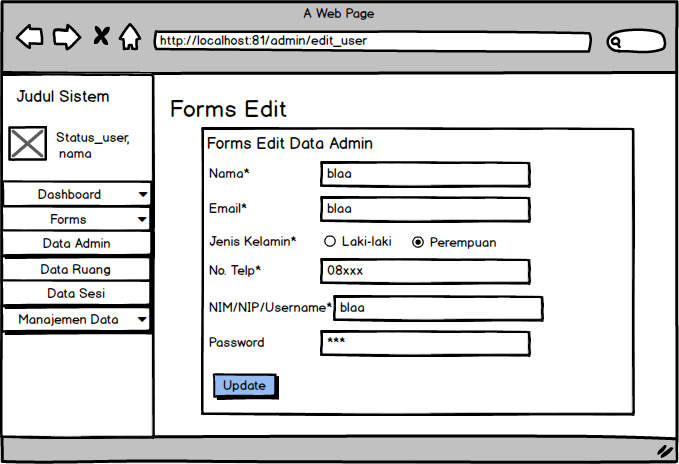 A Web Page
http://localhost:81/admin/edit_user
Judul Sistem
Status_user,
nama
Dashboard
Forms
Data Admin
Data Ruang
Data Sesi
Manajemen Data
Forms Edit
Forms Edit Data Admin
Nama* blaa
Email* blaa
Jenis Kelamin* Laki-laki Perempuan
No. Telp* 08xxx
NIM/NIP/Username* blaa
Password ***
Update